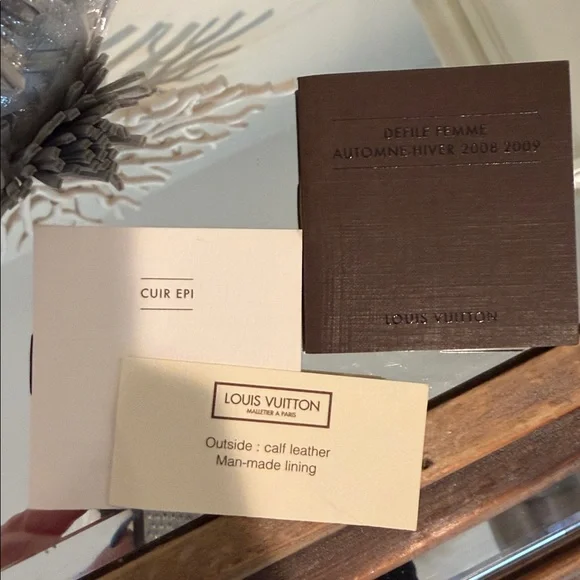 DEFILE FEMME
AUTOMNE-HIVER 2008 2009
LOUIS VUITTON
CUIR EPI
LOUIS VUITTON
MALLETIER A PARIS
Outside : calf leather
Man-made lining